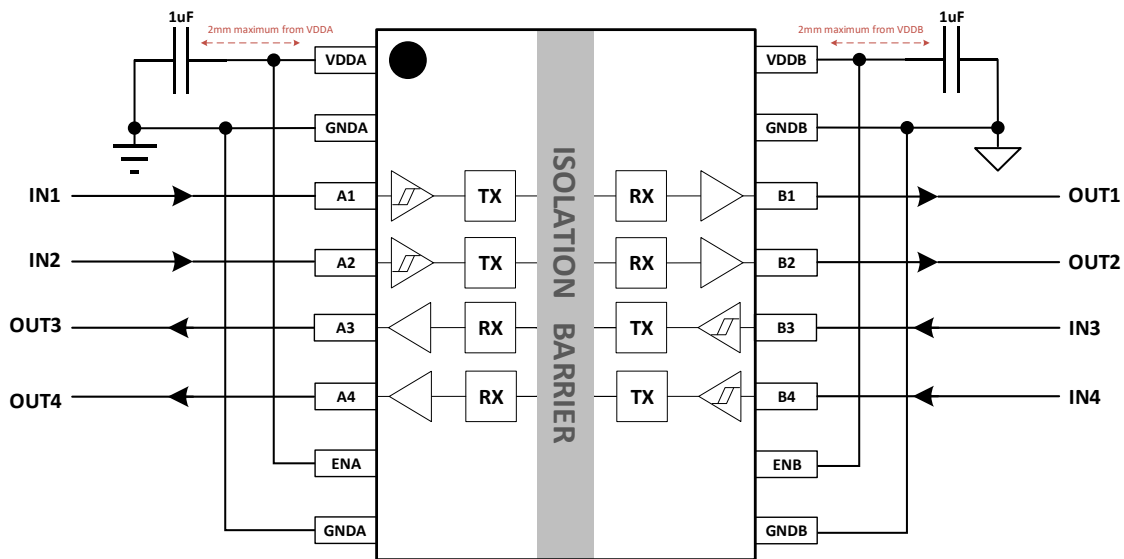 1uF
1uF
2mm maximum from VDDA
2mm maximum from VDDB
VDDA
VDDB
GNDA
GNDB
IN1 A1 TX RX B1 OUT1
IN2 A2 TX RX B2 OUT2
OUT3 A3 RX TX B3 IN3
OUT4 A4 RX TX B4 IN4
ISOLATION BARRIER
ENA
ENB
GNDA
GNDB